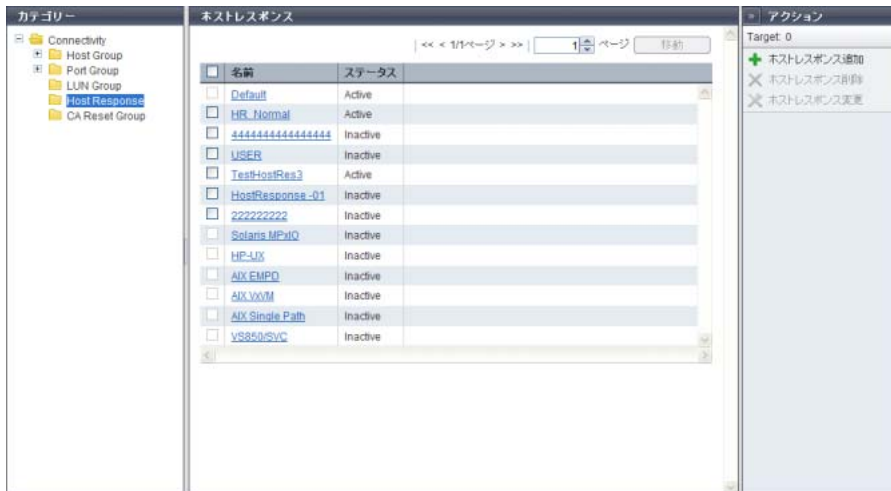 カテゴリー
Connectivity
Host Group
Port Group
LUN Group
Host Response
CA Reset Group
ホストレスポンス
| << < 1/1ページ > >> | 1 ページ 移動
名前 ステータス
Default Active
HR_Normal Active
4444444444444444 Inactive
USER Inactive
TestHostRes3 Active
HostResponse -01 Inactive
222222222 Inactive
Solaris MPxIO Inactive
HP-UX Inactive
AIX EMPO Inactive
AIX VxVM Inactive
AIX Single Path Inactive
VS850/SVC Inactive
» アクション
Target: 0
ホストレスポンス追加
ホストレスポンス削除
ホストレスポンス変更